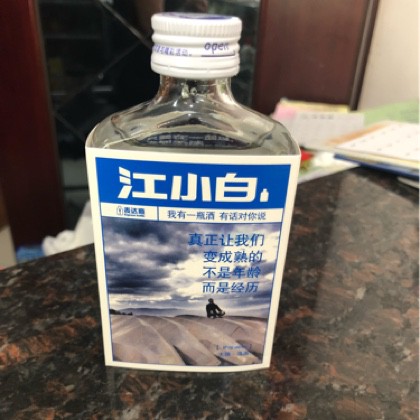 open
江小白
我有一瓶酒 有话对你说
真正让我们
变成熟的
不是年龄
而是经历